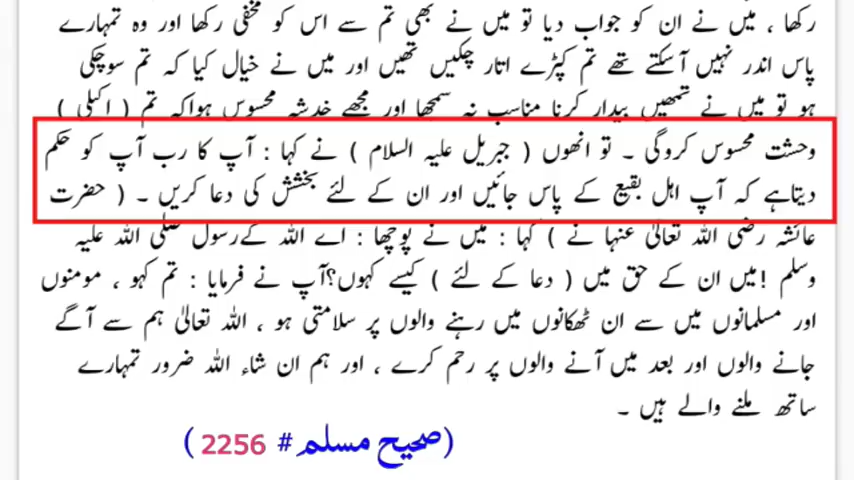 رکھا ، میں نے ان کو جواب دیا تو میں نے بھی تم سے اس کو مخفی رکھا اور وہ تمہارے
پاس اندر نہیں آسکتے تھے تم کپڑے اتار چکیں تھیں اور میں نے خیال کیا کہ تم سوچکی
ہو تو میں نے تمھیں بیدار کرنا مناسب نہ سمجھا اور مجھے خدشہ محسوس ہواکہ تم ( اکیلی )
وحشت محسوس کروگی ۔ تو انھوں ( جبریل علیہ السلام ) نے کہا : آپ کا رب آپ کو حکم
دیتاہے کہ آپ اہل بقیع کے پاس جائیں اور ان کے لئے بخشش کی دعا کریں ۔ ( حضرت
عائشہ رضی اللہ تعالیٰ عنہا نے ) کہا : میں نے پوچھا : اے اللہ کےرسول صلی اللہ علیہ
وسلم !میں ان کے حق میں ( دعا کے لئے ) کیسے کہوں؟آپ نے فرمایا : تم کہو ، مومنوں
اور مسلمانوں میں سے ان ٹھکانوں میں رہنے والوں پر سلامتی ہو ، اللہ تعالیٰ ہم سے آگے
جانے والوں اور بعد میں آنے والوں پر رحم کرے ، اور ہم ان شاء اللہ ضرور تمہارے
ساتھ ملنے والے ہیں ۔
(صحیح مسلم # 2256 )